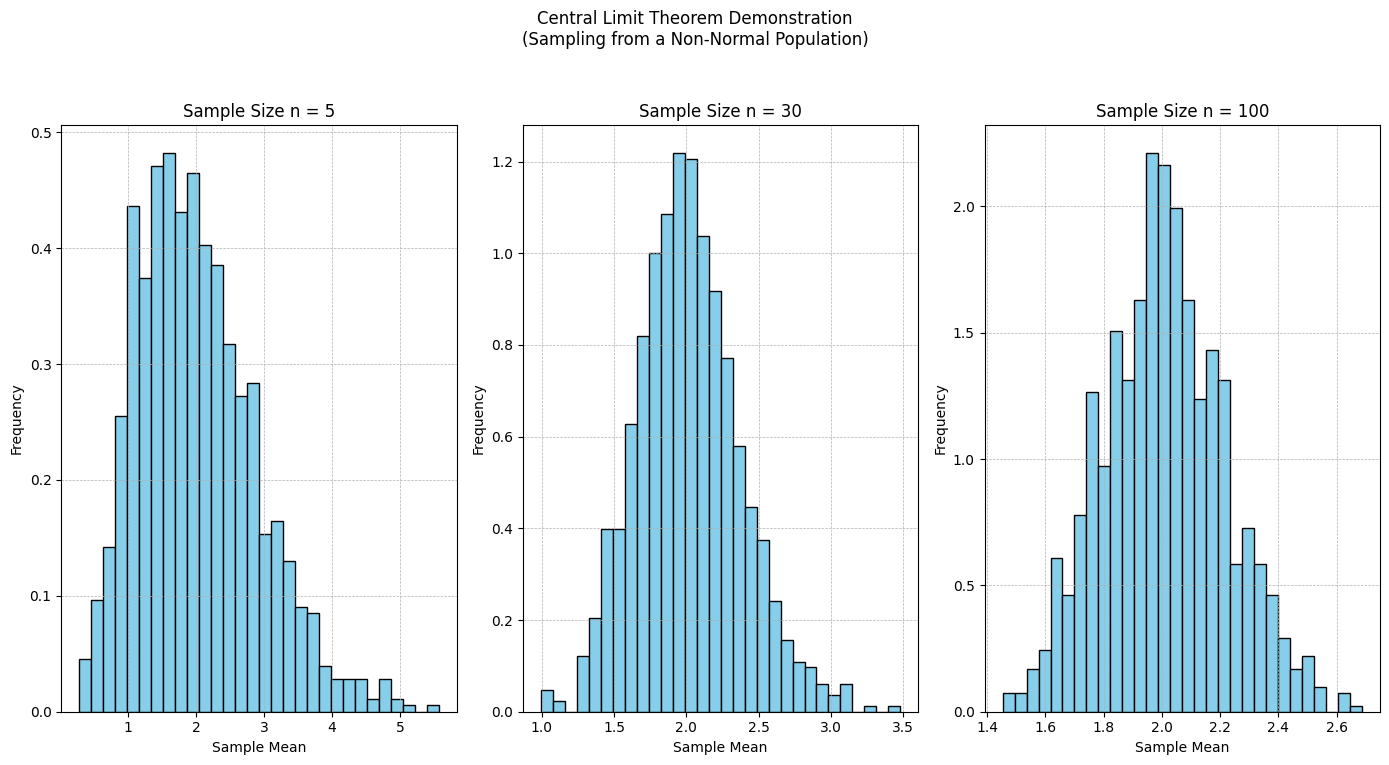 Central Limit Theorem Demonstration
(Sampling from a Non-Normal Population)
Sample Size n = 5
0.5
0.4
0.3
0.2
0.1
0.0
Frequency
1 2 3 4 5
Sample Mean
Sample Size n = 30
1.2
1.0
0.8
0.6
0.4
0.2
0.0
Frequency
1.0 1.5 2.0 2.5 3.0 3.5
Sample Mean
Sample Size n = 100
2.0
1.5
1.0
0.5
0.0
Frequency
1.4 1.6 1.8 2.0 2.2 2.4 2.6
Sample Mean